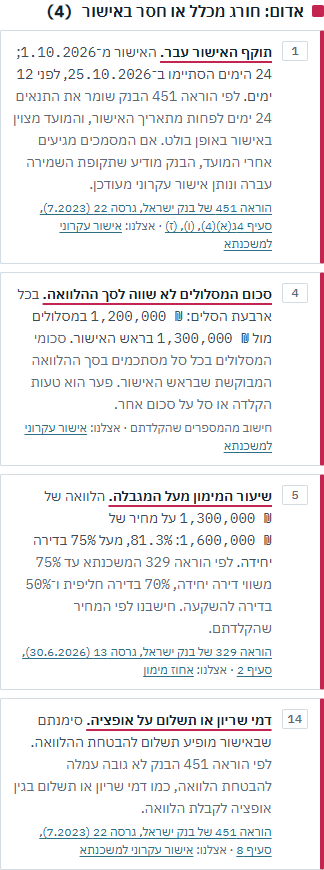 אדום: חורג מכלל או חסר באישור (4)
1
תוקף האישור עבר. האישור מ־1.10.2026;
24 הימים הסתיימו ב־25.10.2026, לפני 12
ימים. לפי הוראה 451 הבנק שומר את התנאים
24 ימים לפחות מתאריך האישור, והמועד מצוין
באישור באופן בולט. אם המסמכים מגיעים
אחרי המועד, הבנק מודיע שתקופת השמירה
עברה ונותן אישור עקרוני מעודכן.
הוראה 451 של בנק ישראל, גרסה 22 (7.2023),
סעיף 4ג(א)(4), (ו), (ז) · אצלנו: אישור עקרוני
למשכנתא
4
סכום המסלולים לא שווה לסך ההלוואה. בכל
ארבעת הסלים: ₪ 1,200,000 במסלולים
מול ₪ 1,300,000 בראש האישור. סכומי
המסלולים בכל סל מסתכמים בסך ההלוואה
המבוקשת שבראש האישור. פער הוא טעות
הקלדה או סל על סכום אחר.
חישוב מהמספרים שהקלדתם · אצלנו: אישור עקרוני
למשכנתא
5
שיעור המימון מעל המגבלה. הלוואה של
₪ 1,300,000 על מחיר של
₪ 1,600,000: 81.3%, מעל 75% בדירה
יחידה. לפי הוראה 329 המשכנתא עד 75%
משווי דירה יחידה, 70% בדירה חליפית ו־50%
בדירה להשקעה. חישבנו לפי המחיר
שהקלדתם.
הוראה 329 של בנק ישראל, גרסה 13 (30.6.2026),
סעיף 2 · אצלנו: אחוז מימון
14
דמי שריון או תשלום על אופציה. סימנתם
שבאישור מופיע תשלום להבטחת ההלוואה.
לפי הוראה 451 הבנק לא גובה עמלה
להבטחת הלוואה, כמו דמי שריון או תשלום בגין
אופציה לקבלת הלוואה.
הוראה 451 של בנק ישראל, גרסה 22 (7.2023),
סעיף 8 · אצלנו: אישור עקרוני למשכנתא